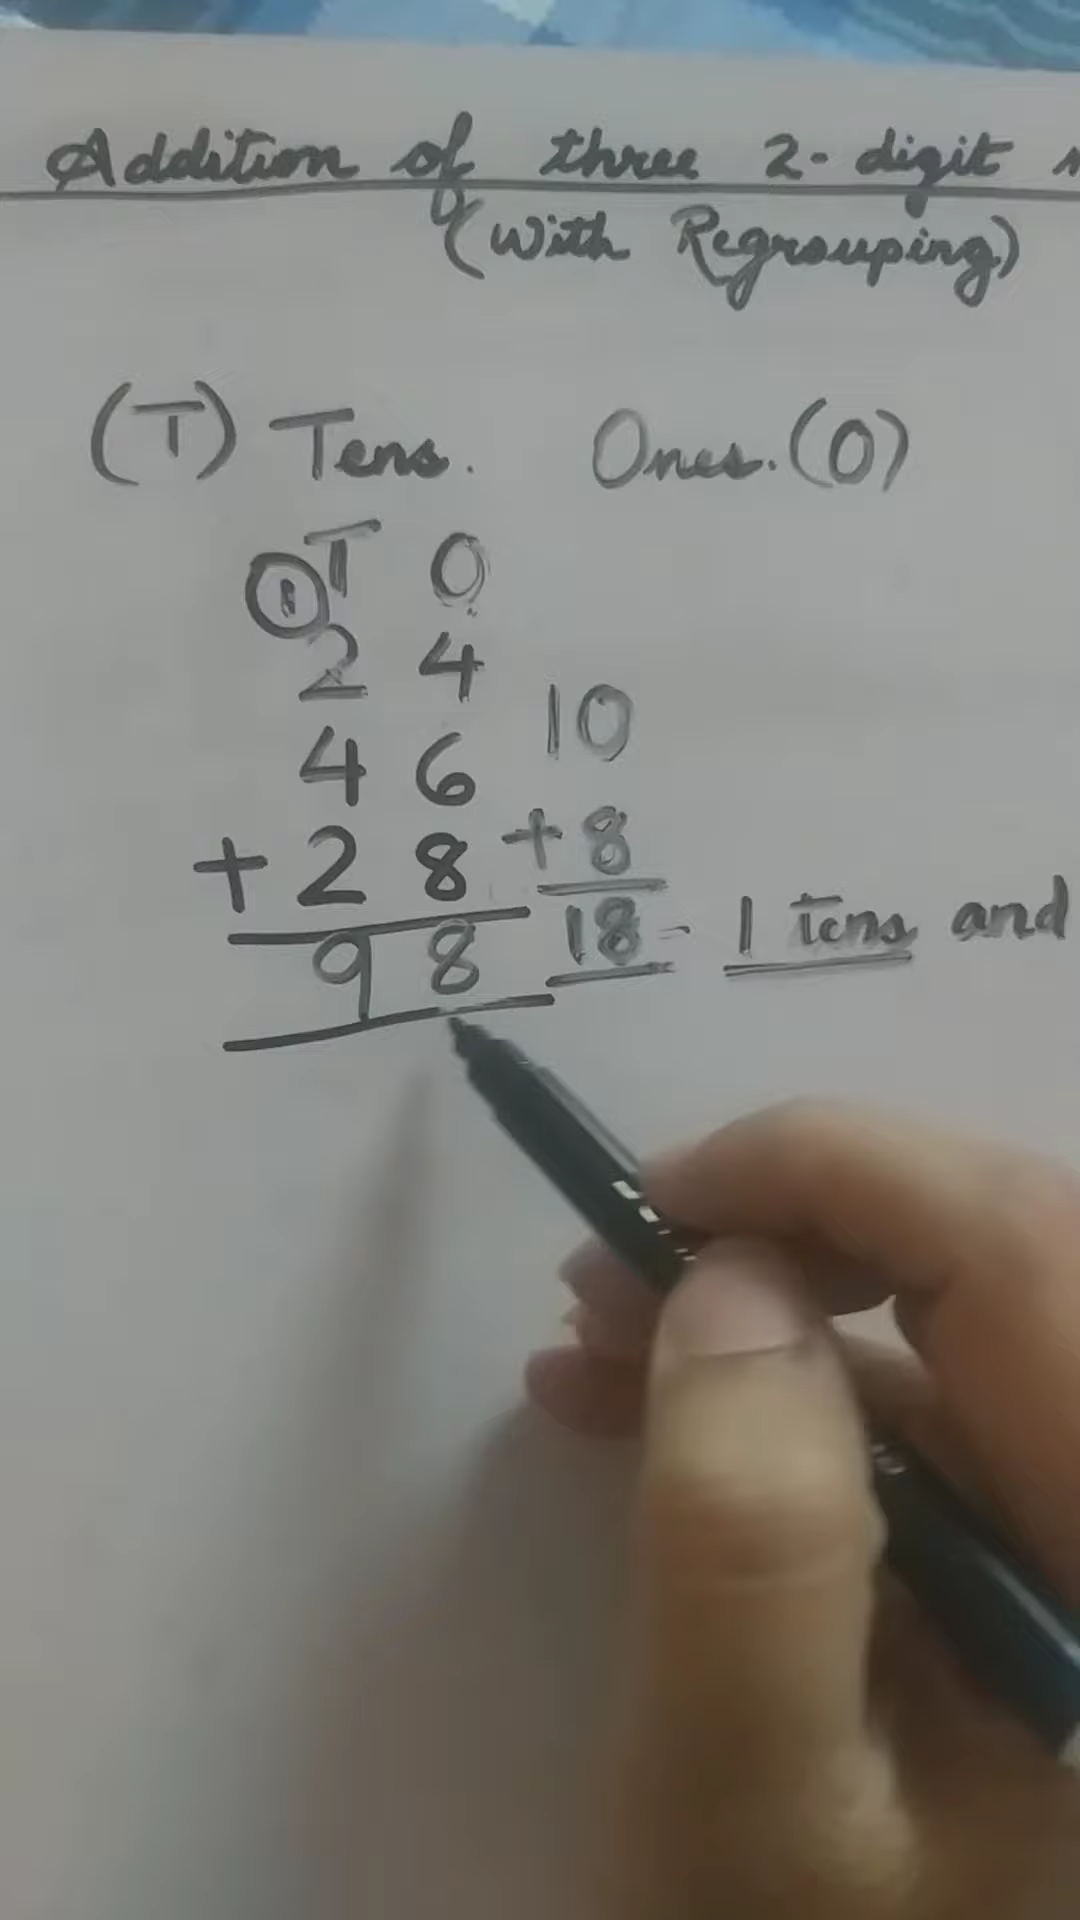 Addition of three 2-digit
(With Regrouping)
(T) Tens. Ones. (O)
① T O
2 4
4 6 10
+ 2 8 + 8
9 8 18 - 1 Tens and